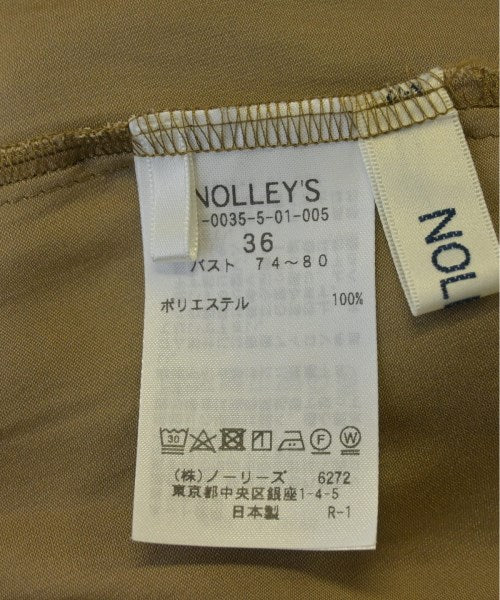 NOLLEY'S
-0035-5-01-005
36
バスト 74～80
ポリエステル 100%
30 F W
(株)ノーリーズ 6272
東京都中央区銀座1-4-5
日本製 R-1
NOL